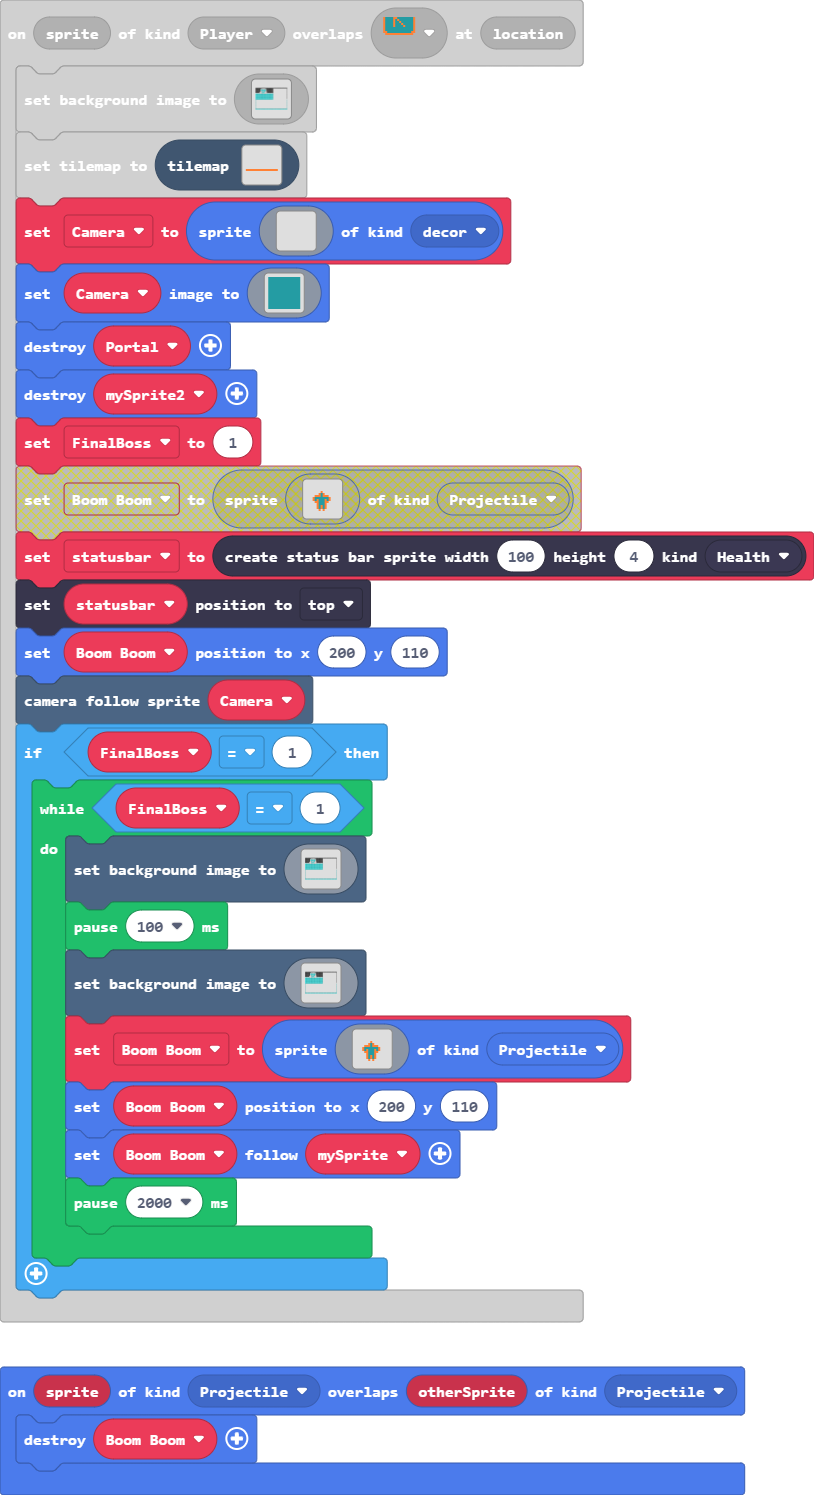 on sprite of kind Player overlaps at location
set background image to
set tilemap to tilemap
set Camera to sprite of kind decor
set Camera image to
destroy Portal
destroy mySprite2
set FinalBoss to 1
set Boom Boom to sprite of kind Projectile
set statusbar to create status bar sprite width 100 height 4 kind Health
set statusbar position to top
set Boom Boom position to x 200 y 110
camera follow sprite Camera
if FinalBoss = 1 then
while FinalBoss = 1
do
set background image to
pause 100 ms
set background image to
set Boom Boom to sprite of kind Projectile
set Boom Boom position to x 200 y 110
set Boom Boom follow mySprite
pause 2000 ms
on sprite of kind Projectile overlaps otherSprite of kind Projectile
destroy Boom Boom